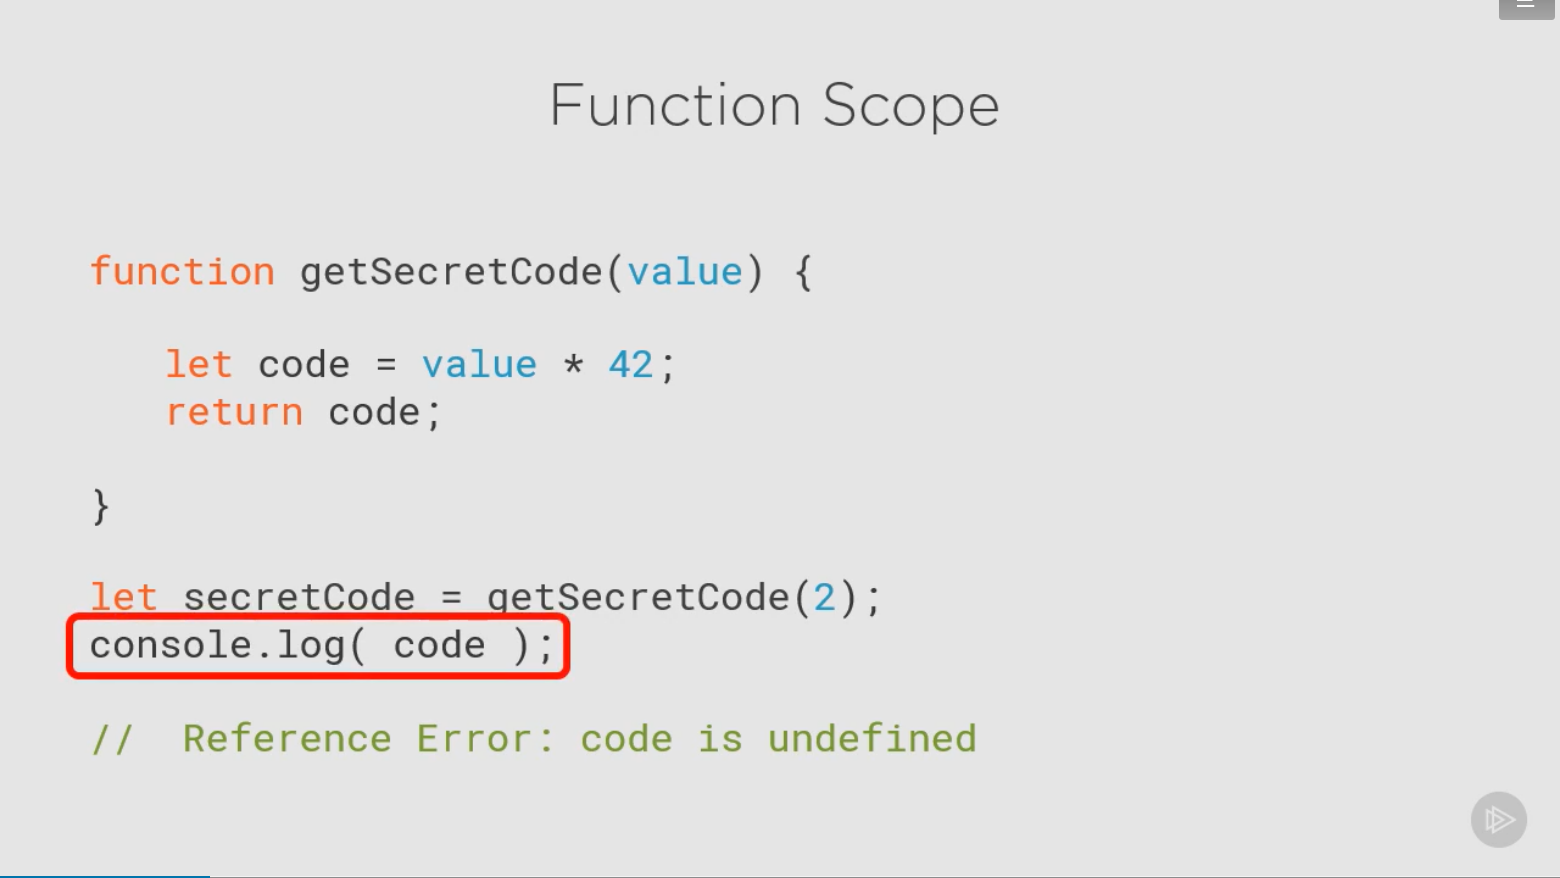 Function Scope
function getSecretCode(value) {
let code = value * 42;
return code;
}
let secretCode = getSecretCode(2);
console.log( code );
//  Reference Error: code is undefined